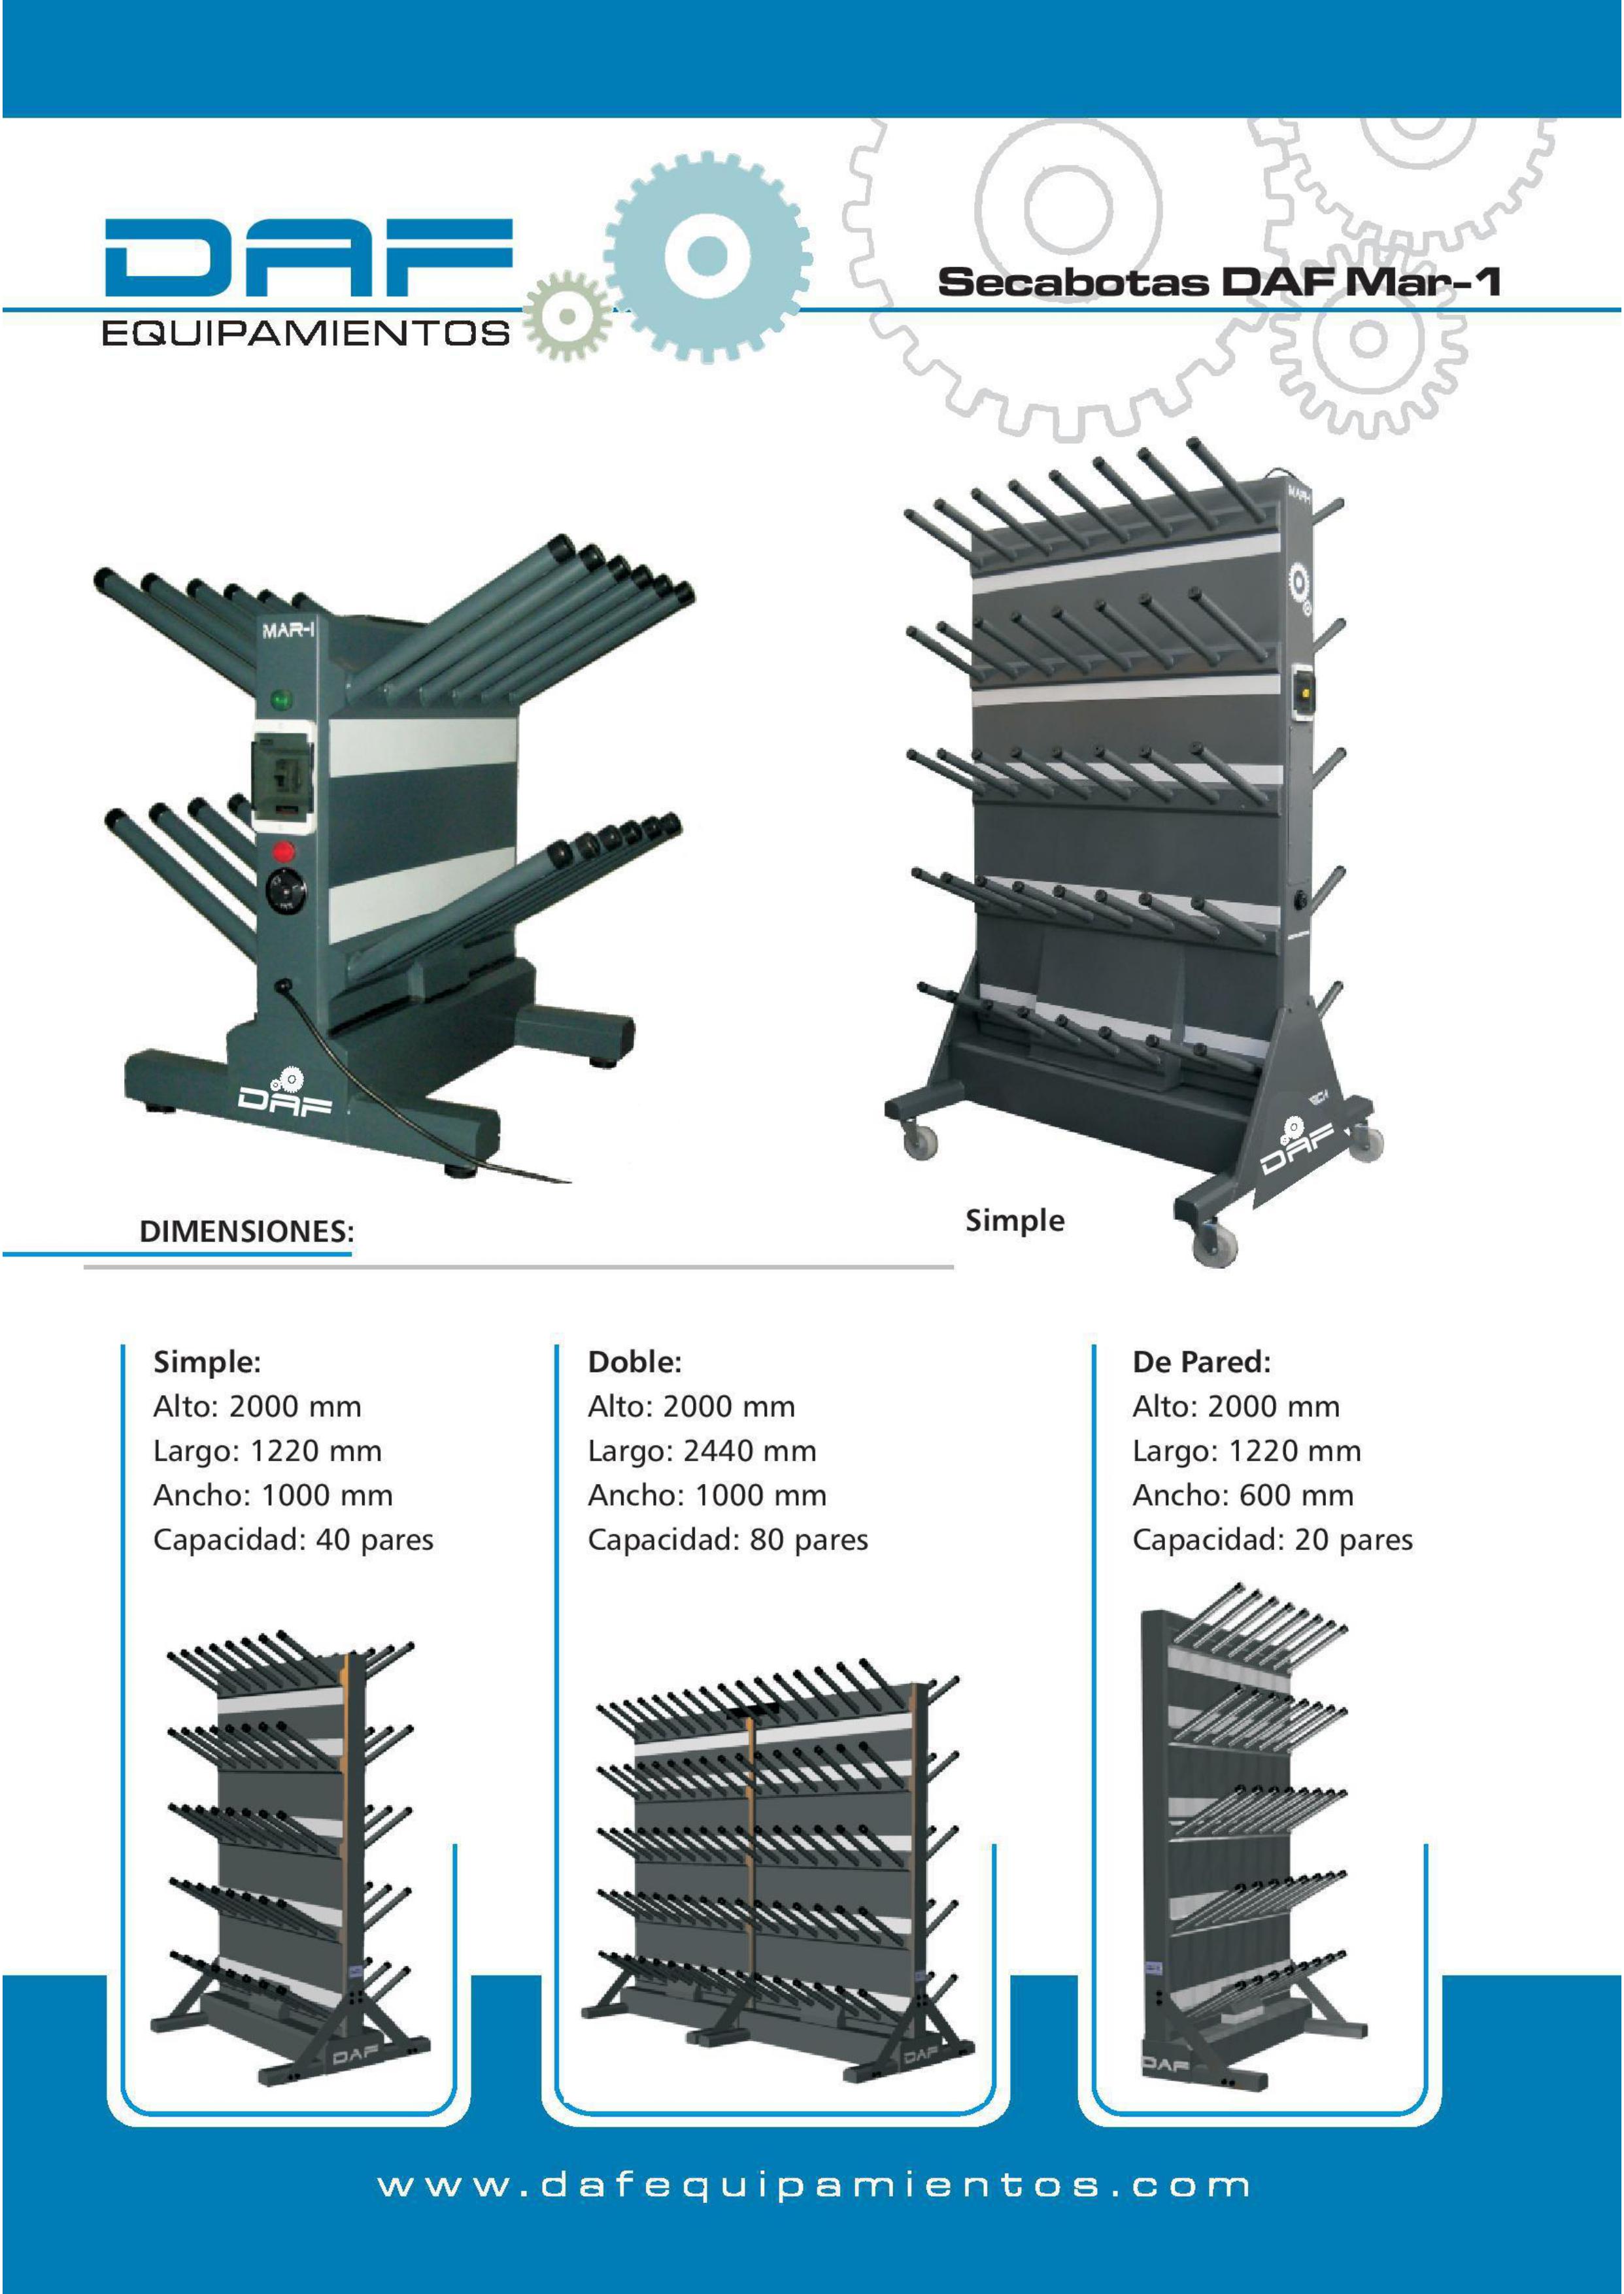 DAF
EQUIPAMIENTOS
Secabotas DAF Mar-1
MAR-I
DAF
MAR-I
DAF
DIMENSIONES:
Simple
Simple:
Alto: 2000 mm
Largo: 1220 mm
Ancho: 1000 mm
Capacidad: 40 pares
Doble:
Alto: 2000 mm
Largo: 2440 mm
Ancho: 1000 mm
Capacidad: 80 pares
De Pared:
Alto: 2000 mm
Largo: 1220 mm
Ancho: 600 mm
Capacidad: 20 pares
DAF
DAF
DAF
www.dafequipamientos.com